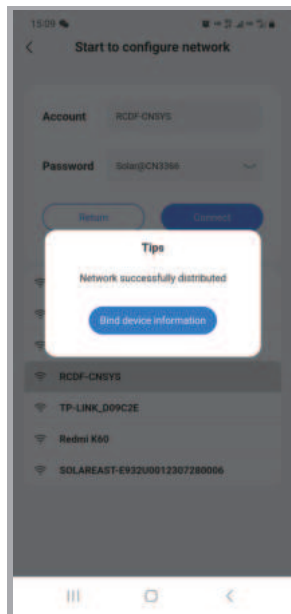 15:09
Start to configure network
Account RCDF-CNSYS
Password Solar@CN3366
Return Connect
Tips
Network successfully distributed
Bind device information
RCDF-CNSYS
TP-LINK_D09C2E
Redmi K60
SOLAREAST-E932U0012307280006